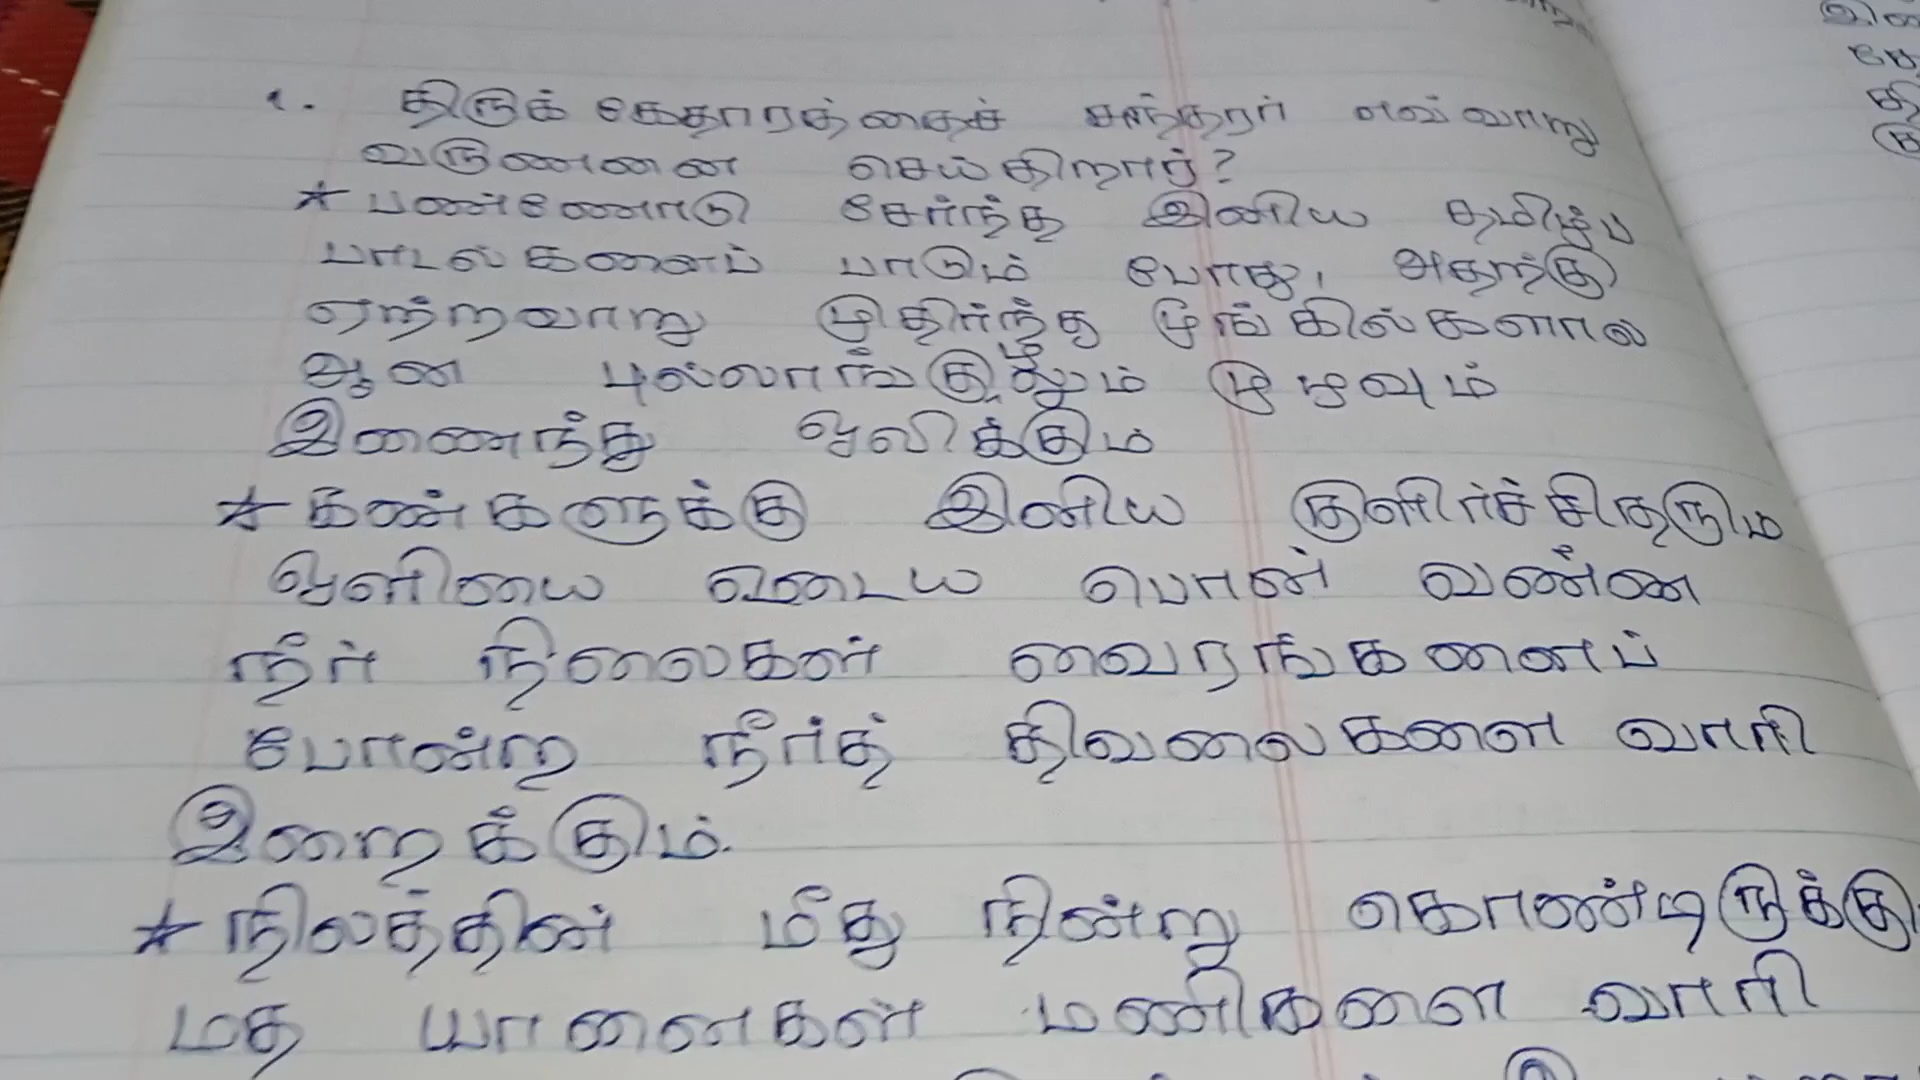 1. திருக் கேதாரத்தைச் சுந்தரர் எவ்வாறு
வருணனை செய்கிறார்?
* பண்ணோடு சேர்ந்த இனிய தமிழ்ப்
பாடல்களைப் பாடும் போது, அதற்கு
ஏற்றவாறு முதிர்ந்த மூங்கில்களால்
ஆன புல்லாங்குழலும் முழவும்
இணைந்து ஒலிக்கும்
* கண்களுக்கு இனிய குளிர்ச்சிதரும்
ஒளியை உடைய பொன் வண்ண
நீர் நிலைகள் வைரங்களைப்
போன்ற நீர்த் திவலைகளை வாரி
இறைக்கும்.
* நிலத்தின் மீது நின்று கொண்டிருக்கு
மத யானைகள் மணிகளை வாரி